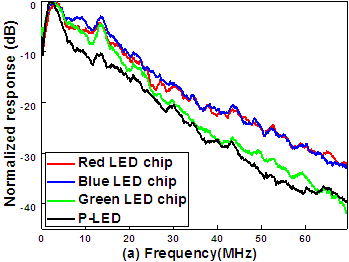 Normalized response (dB)
0
-10
-20
-30
-40
Red LED chip
Blue LED chip
Green LED chip
P-LED
0 10 20 30 40 50 60
(a) Frequency(MHz)